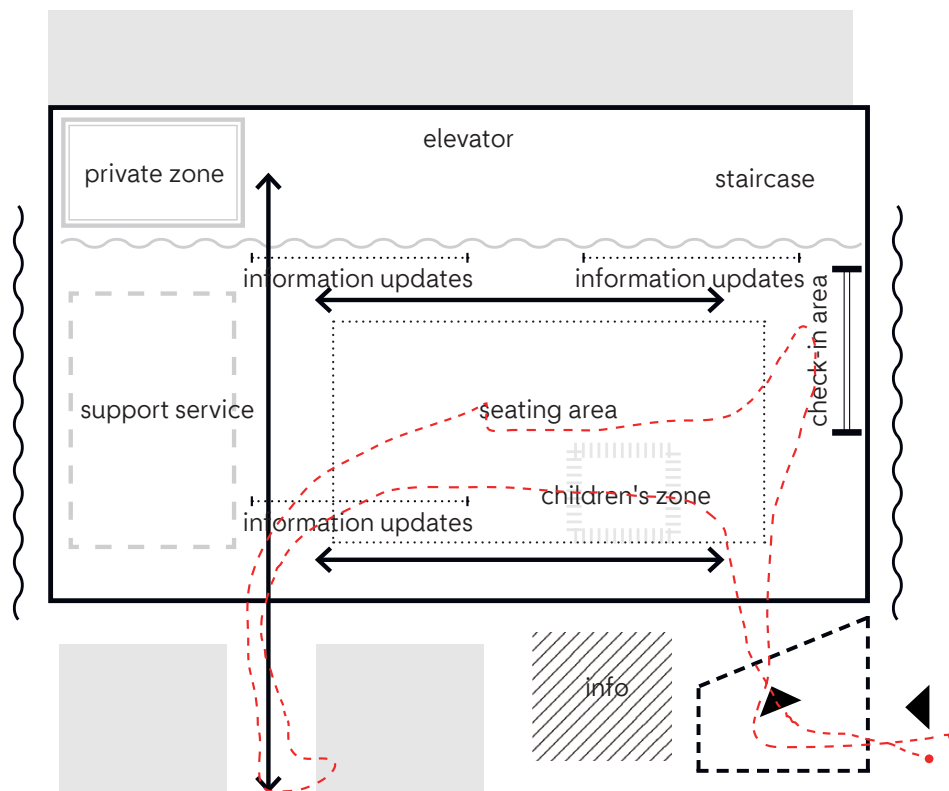 elevator
private zone
staircase
information updates
information updates
check-in area
support service
seating area
children's zone
information updates
info